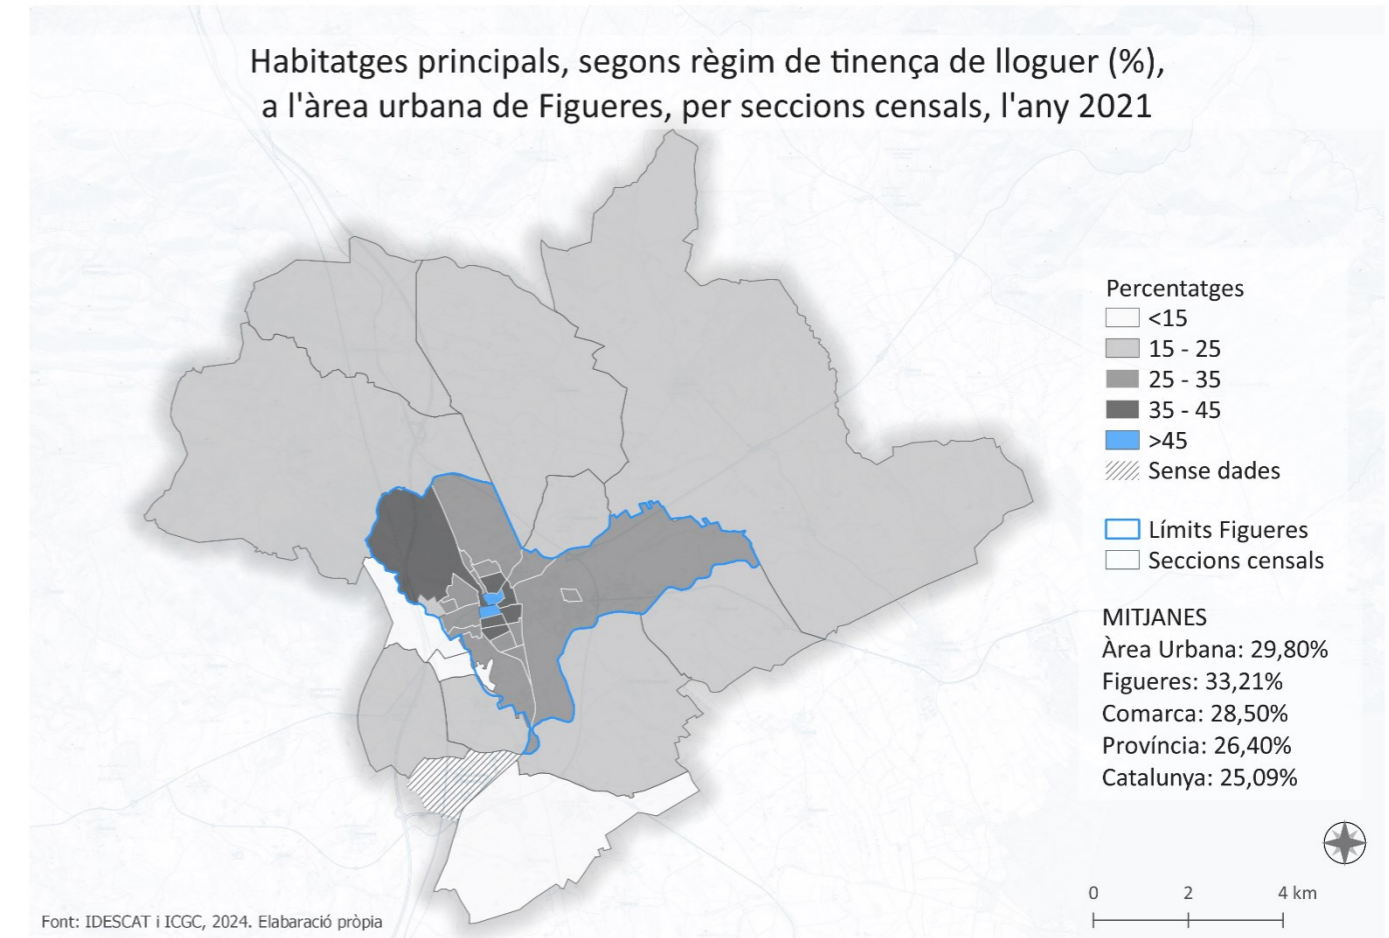 Habitatges principals, segons règim de tinença de lloguer (%),
a l'àrea urbana de Figueres, per seccions censals, l'any 2021
Percentatges
<15
15 - 25
25 - 35
35 - 45
>45
Sense dades
Límits Figueres
Seccions censals
MITJANES
Àrea Urbana: 29,80%
Figueres: 33,21%
Comarca: 28,50%
Província: 26,40%
Catalunya: 25,09%
0 2 4 km
Font: IDESCAT i ICGC, 2024. Elabaració pròpia